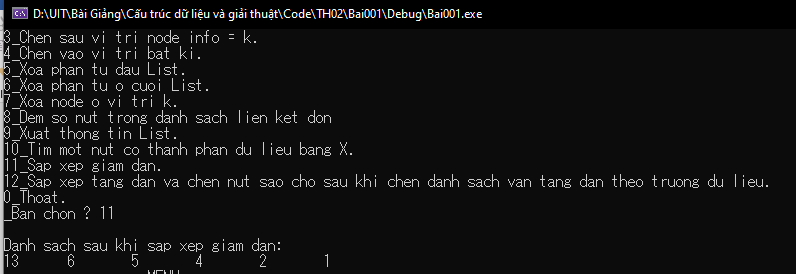 D:\UIT\Bài Giảng\Cấu trúc dữ liệu và giải thuật\Code\TH02\Bai001\Debug\Bai001.exe
3_Chen sau vi tri node info = k.
4_Chen vao vi tri bat ki.
5_Xoa phan tu dau List.
6_Xoa phan tu o cuoi List.
7_Xoa node o vi tri k.
8_Dem so nut trong danh sach lien ket don
9_Xuat thong tin List.
10_Tim mot nut co thanh phan du lieu bang X.
11_Sap xep giam dan.
12_Sap xep tang dan va chen nut sao cho sau khi chen danh sach van tang dan theo truong du lieu.
0_Thoat.
_Ban chon ? 11
Danh sach sau khi sap xep giam dan:
13 6 5 4 2 1
MENU